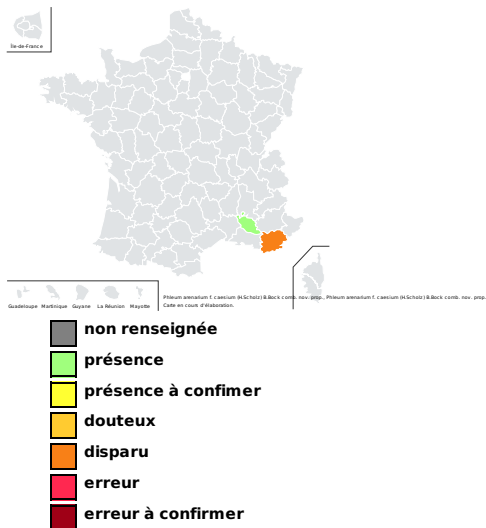 Île-de-France
Guadeloupe Martinique Guyane La Réunion Mayotte
Phleum arenarium f. caesium (H.Scholz) B.Bock comb. nov. prop., Phleum arenarium f. caesium (H.Scholz) B.Bock comb. nov. prop.
Carte en cours d'élaboration.
non renseignée
présence
présence à confimer
douteux
disparu
erreur
erreur à confirmer